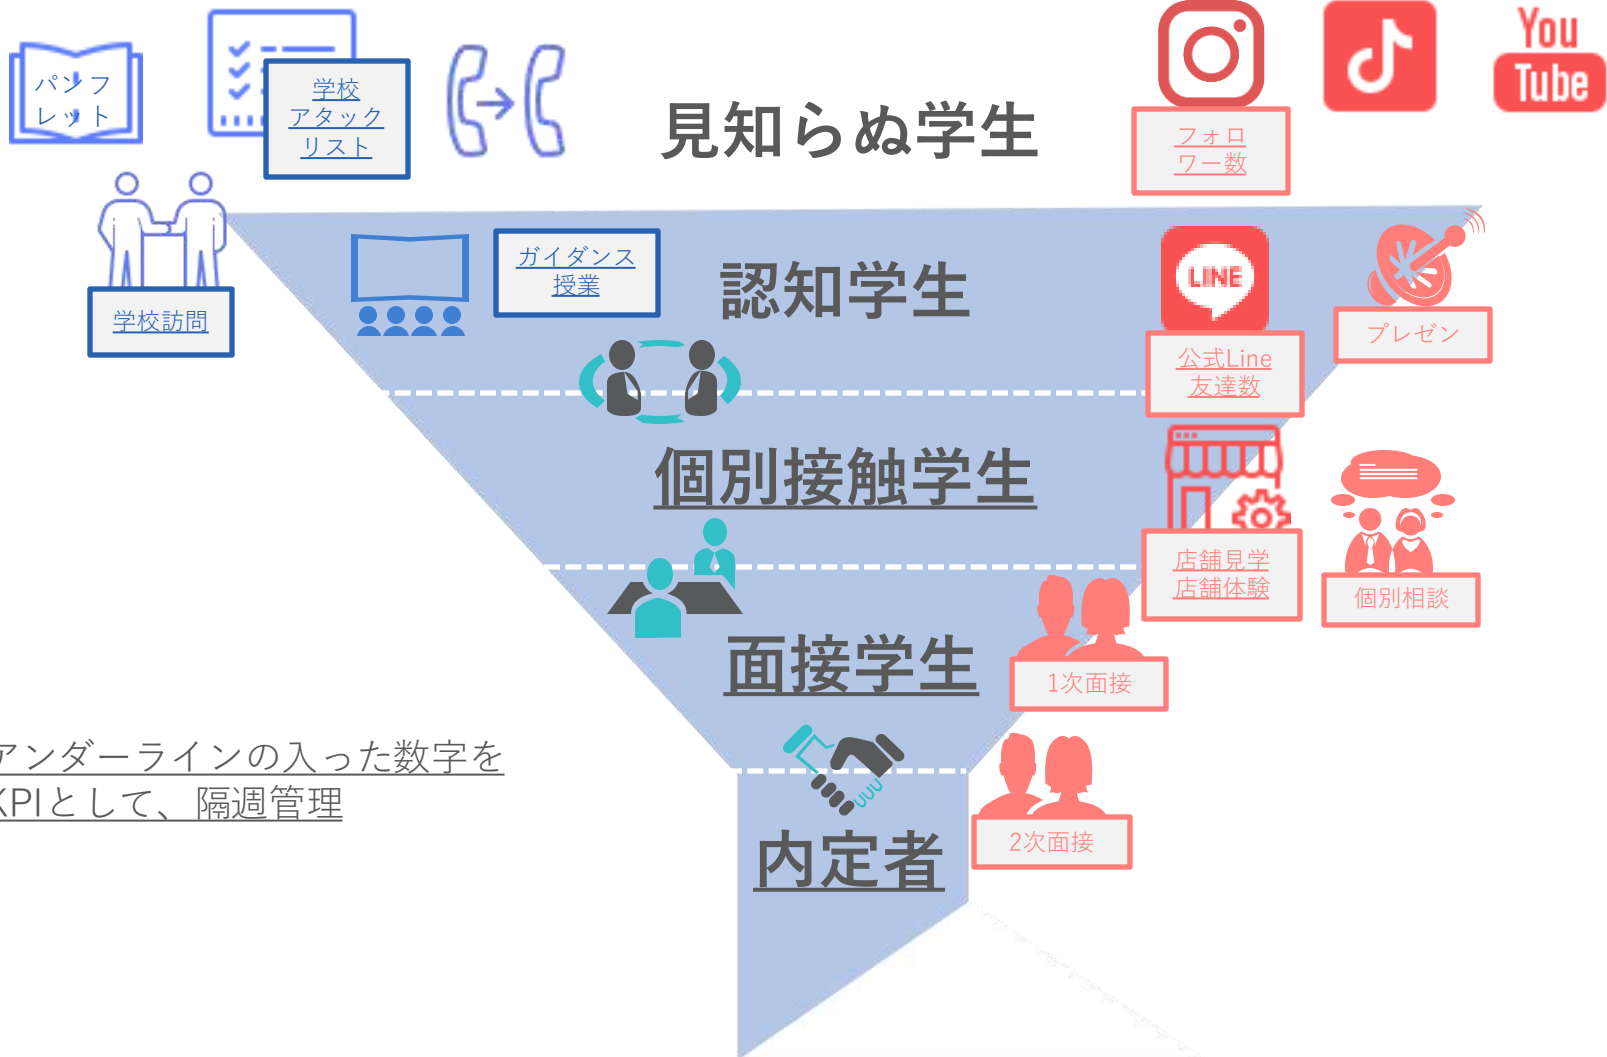 パンフ
レット
学校
アタック
リスト
見知らぬ学生
フォロ
ワー数
You
Tube
学校訪問
ガイダンス
授業
認知学生
LINE
公式Line
友達数
プレゼン
個別接触学生
店舗見学
店舗体験
個別相談
面接学生
1次面接
アンダーラインの入った数字を
KPIとして、隔週管理
内定者
2次面接